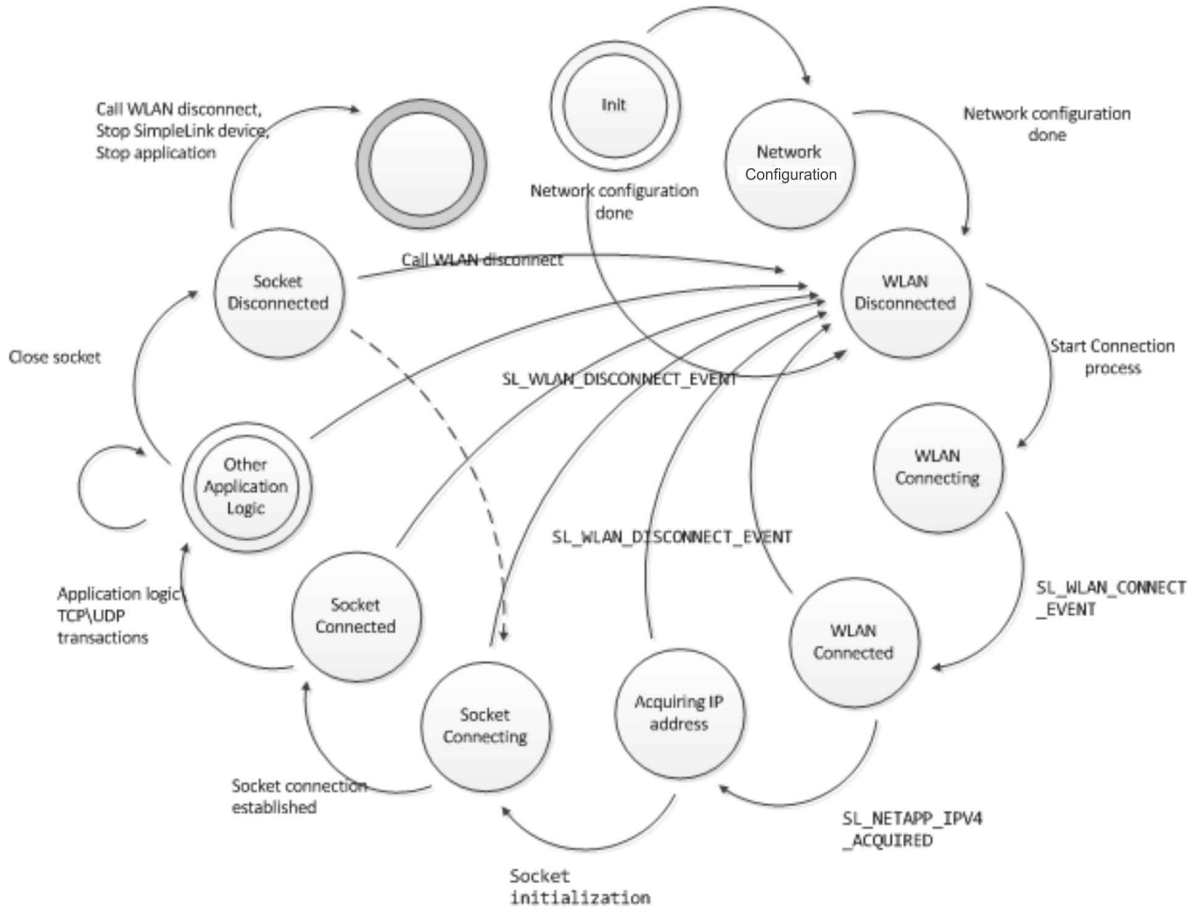 Init
Call WLAN disconnect,
Stop SimpleLink device,
Stop application
Network configuration
done
Network
Configuration
Network configuration
done
Call WLAN disconnect
Socket
Disconnected
WLAN
Disconnected
Close socket
Start Connection
process
SL_WLAN_DISCONNECT_EVENT
Other
Application
Logic
WLAN
Connecting
SL_WLAN_DISCONNECT_EVENT
Application logic\
TCP\UDP
transactions
SL_WLAN_CONNECT
_EVENT
Socket
Connected
WLAN
Connected
Acquiring IP
address
Socket
Connecting
Socket connection
established
SL_NETAPP_IPV4
_ACQUIRED
Socket
initialization